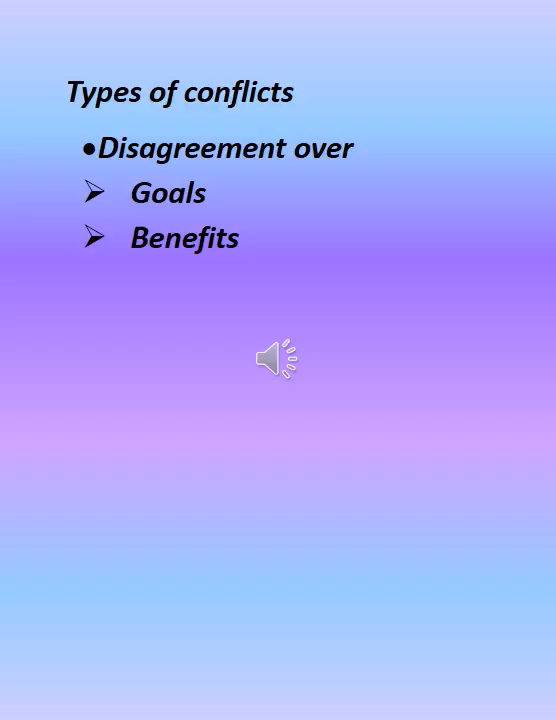 Types of conflicts
•Disagreement over
➢ Goals
➢ Benefits